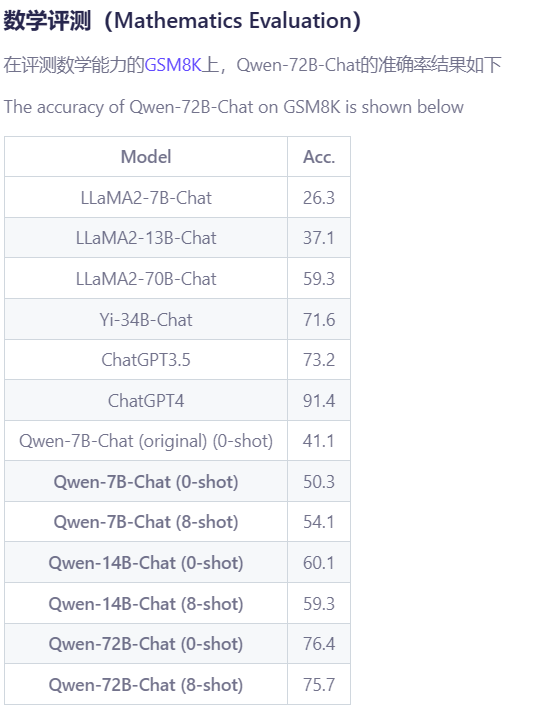 数学评测（Mathematics Evaluation）
在评测数学能力的GSM8K上，Qwen-72B-Chat的准确率结果如下
The accuracy of Qwen-72B-Chat on GSM8K is shown below
Model Acc.
LLaMA2-7B-Chat 26.3
LLaMA2-13B-Chat 37.1
LLaMA2-70B-Chat 59.3
Yi-34B-Chat 71.6
ChatGPT3.5 73.2
ChatGPT4 91.4
Qwen-7B-Chat (original) (0-shot) 41.1
Qwen-7B-Chat (0-shot) 50.3
Qwen-7B-Chat (8-shot) 54.1
Qwen-14B-Chat (0-shot) 60.1
Qwen-14B-Chat (8-shot) 59.3
Qwen-72B-Chat (0-shot) 76.4
Qwen-72B-Chat (8-shot) 75.7